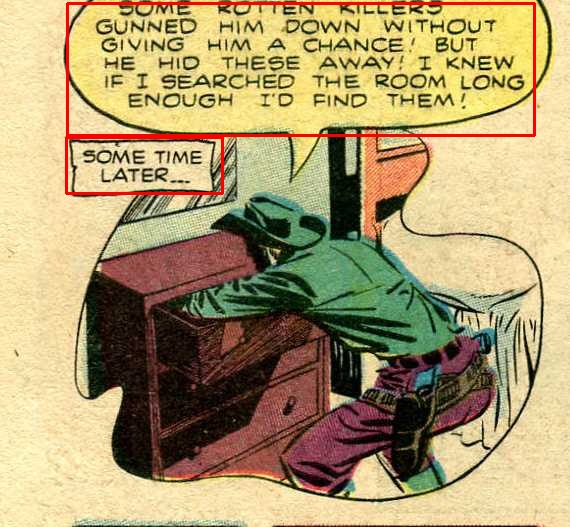 SOME ROTTEN KILLERS
GUNNED HIM DOWN WITHOUT
GIVING HIM A CHANCE! BUT
HE HID THESE AWAY! I KNEW
IF I SEARCHED THE ROOM LONG
ENOUGH I'D FIND THEM!
SOME TIME
LATER...